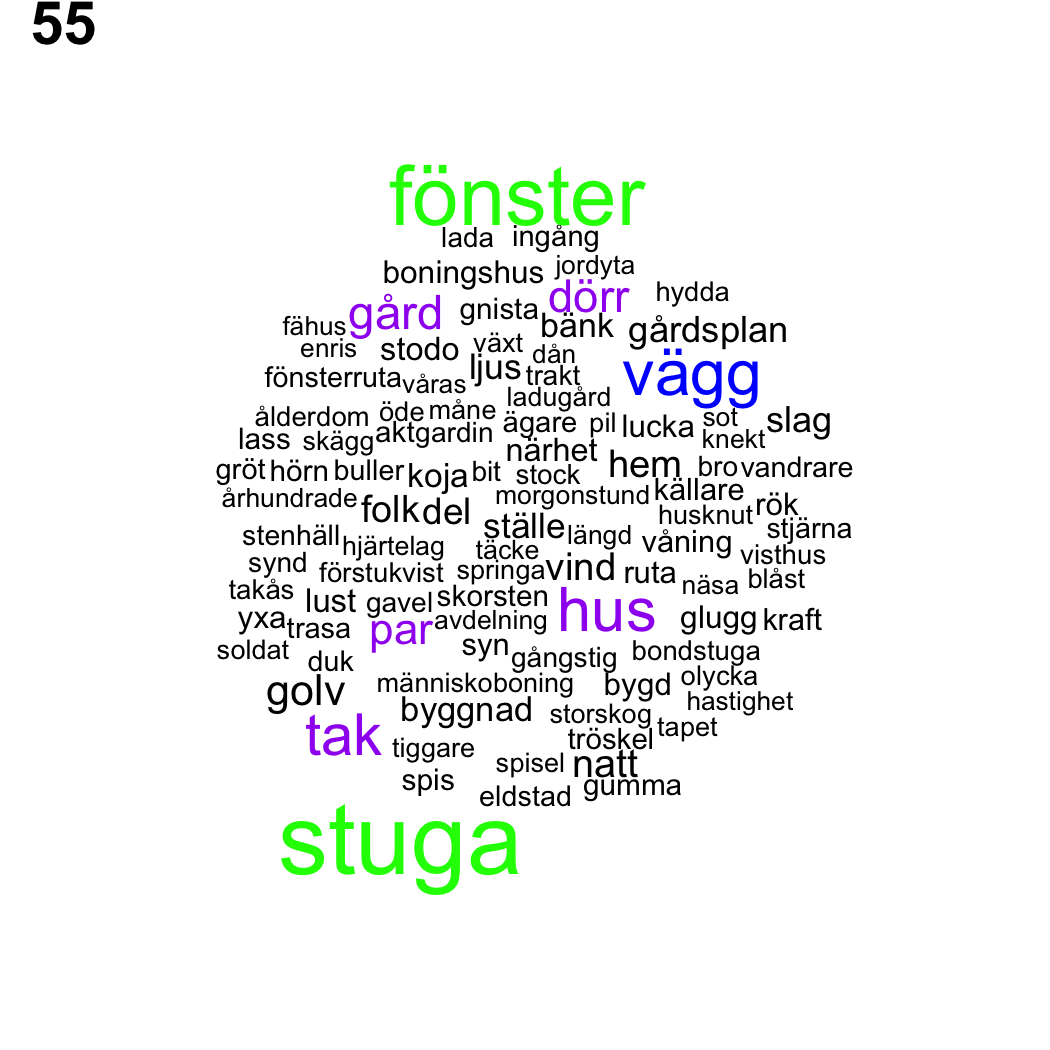 55
fönster
lada ingång
boningshus jordyta
gård gnista dörr hydda
fähus bänk gårdsplan
enris stodo växt dån
fönsterruta våras ljus trakt vägg
ladugård
ålderdom öde måne ägare pil lucka sot slag
lass skägg aktgardin närhet knekt
gröt hörn buller koja bit stock hem bro vandrare
århundrade folk del morgonstund källare rök
stenhäll ställe längd husknut stjärna
hjärtelag täcke våning visthus
synd förstukvist springa vind ruta näsa blåst
takås lust gavel skorsten hus
yxa trasa par avdelning glugg kraft
soldat duk syn gångstig bondstuga
golv människoboning bygd olycka
byggnad storskog hastighet
tak tiggare tröskel tapet
spis spisel natt
eldstad gumma
stuga